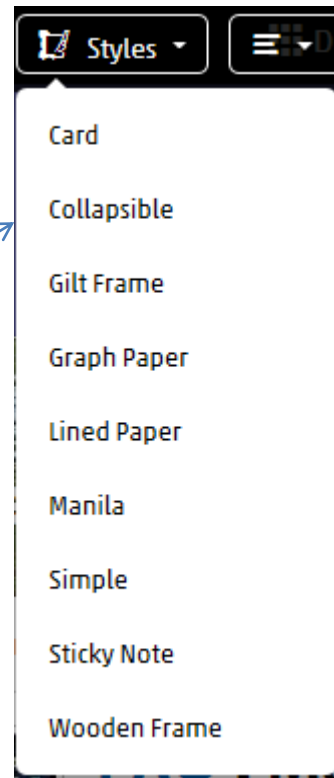 Styles
Card
Collapsible
Gilt Frame
Graph Paper
Lined Paper
Manila
Simple
Sticky Note
Wooden Frame